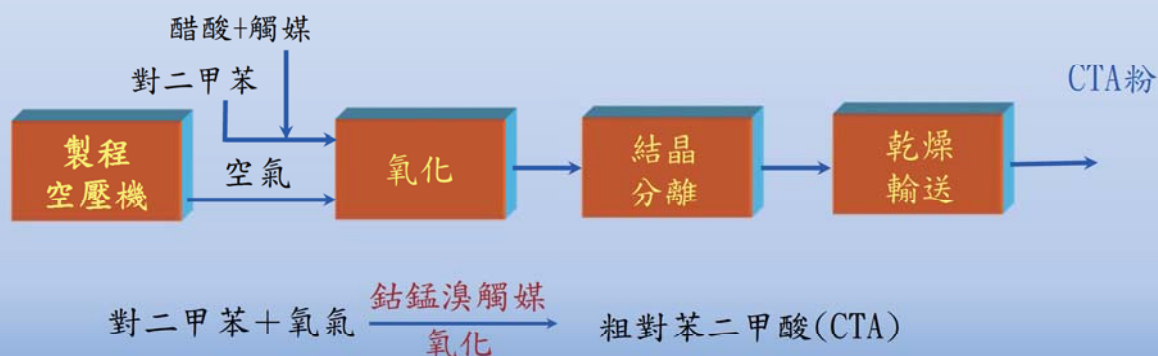 醋酸+觸媒
對二甲苯
CTA粉
製程
空壓機
空氣
氧化
結晶
分離
乾燥
輸送
對二甲苯＋氧氣
鈷錳溴觸媒
氧化
粗對苯二甲酸(CTA)